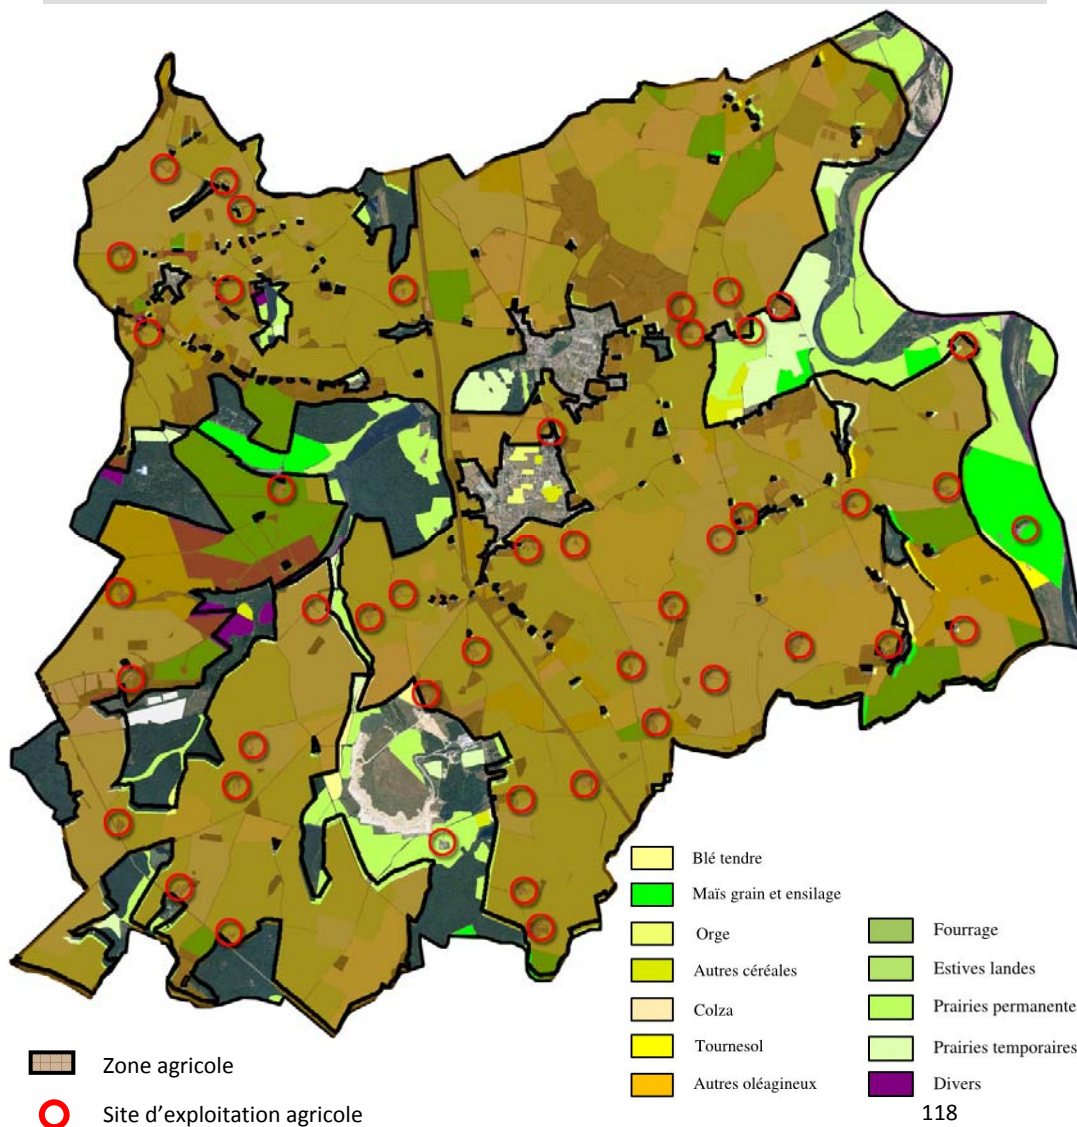 Blé tendre
Maïs grain et ensilage
Orge
Autres céréales
Colza
Tournesol
Autres oléagineux
Fourrage
Estives landes
Prairies permanente
Prairies temporaires
Divers
Zone agricole
Site d'exploitation agricole
118